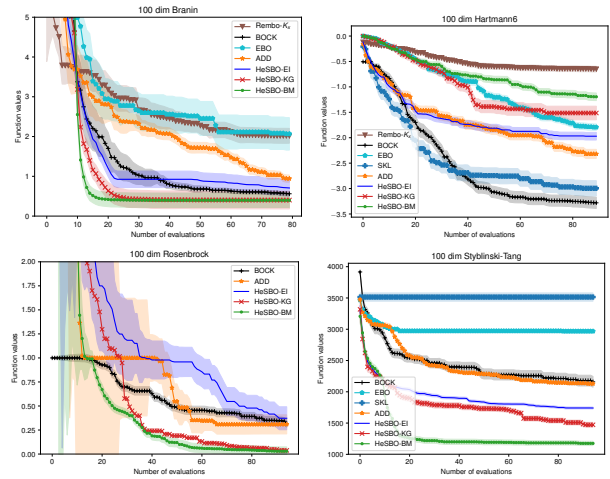 100 dim Branin
Function values
5
4
3
2
1
0
0 10 20 30 40 50 60 70 80
Number of evaluations
Rembo-Kψ
BOCK
EBO
ADD
HeSBO-EI
HeSBO-KG
HeSBO-BM
100 dim Hartmann6
Function values
0.0
−0.5
−1.0
−1.5
−2.0
−2.5
−3.0
−3.5
0 20 40 60 80
Number of evaluations
Rembo-Kψ
BOCK
EBO
SKL
ADD
HeSBO-EI
HeSBO-KG
HeSBO-BM
100 dim Rosenbrock
Function values
2.00
1.75
1.50
1.25
1.00
0.75
0.50
0.25
0.00
0 20 40 60 80
Number of evaluations
BOCK
ADD
HeSBO-EI
HeSBO-KG
HeSBO-BM
100 dim Styblinski-Tang
Function values
4000
3500
3000
2500
2000
1500
1000
0 20 40 60 80
Number of evaluations
BOCK
EBO
SKL
ADD
HeSBO-EI
HeSBO-KG
HeSBO-BM